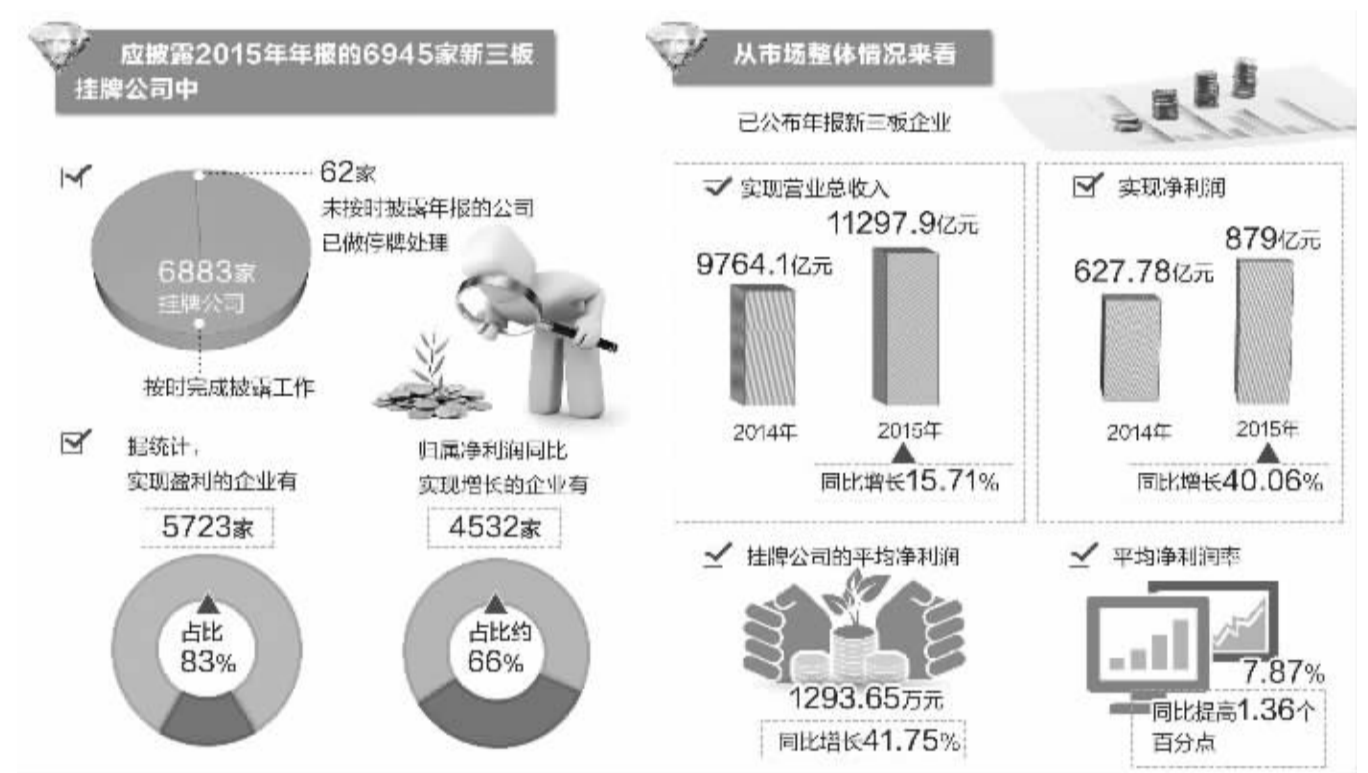 应披露2015年年报的6945家新三板
挂牌公司中
62家
未按时披露年报的公司
已做停牌处理
6883家
挂牌公司
按时完成披露工作
据统计，
实现盈利的企业有
5723家
占比
83%
归属净利润同比
实现增长的企业有
4532家
占比约
66%
从市场整体情况来看
已公布年报新三板企业
实现营业总收入
11297.9亿元
9764.1亿元
2014年
2015年
同比增长15.71%
实现净利润
879亿元
627.78亿元
2014年
2015年
同比增长40.06%
挂牌公司的平均净利润
1293.65万元
同比增长41.75%
平均净利润率
7.87%
同比提高1.36个
百分点